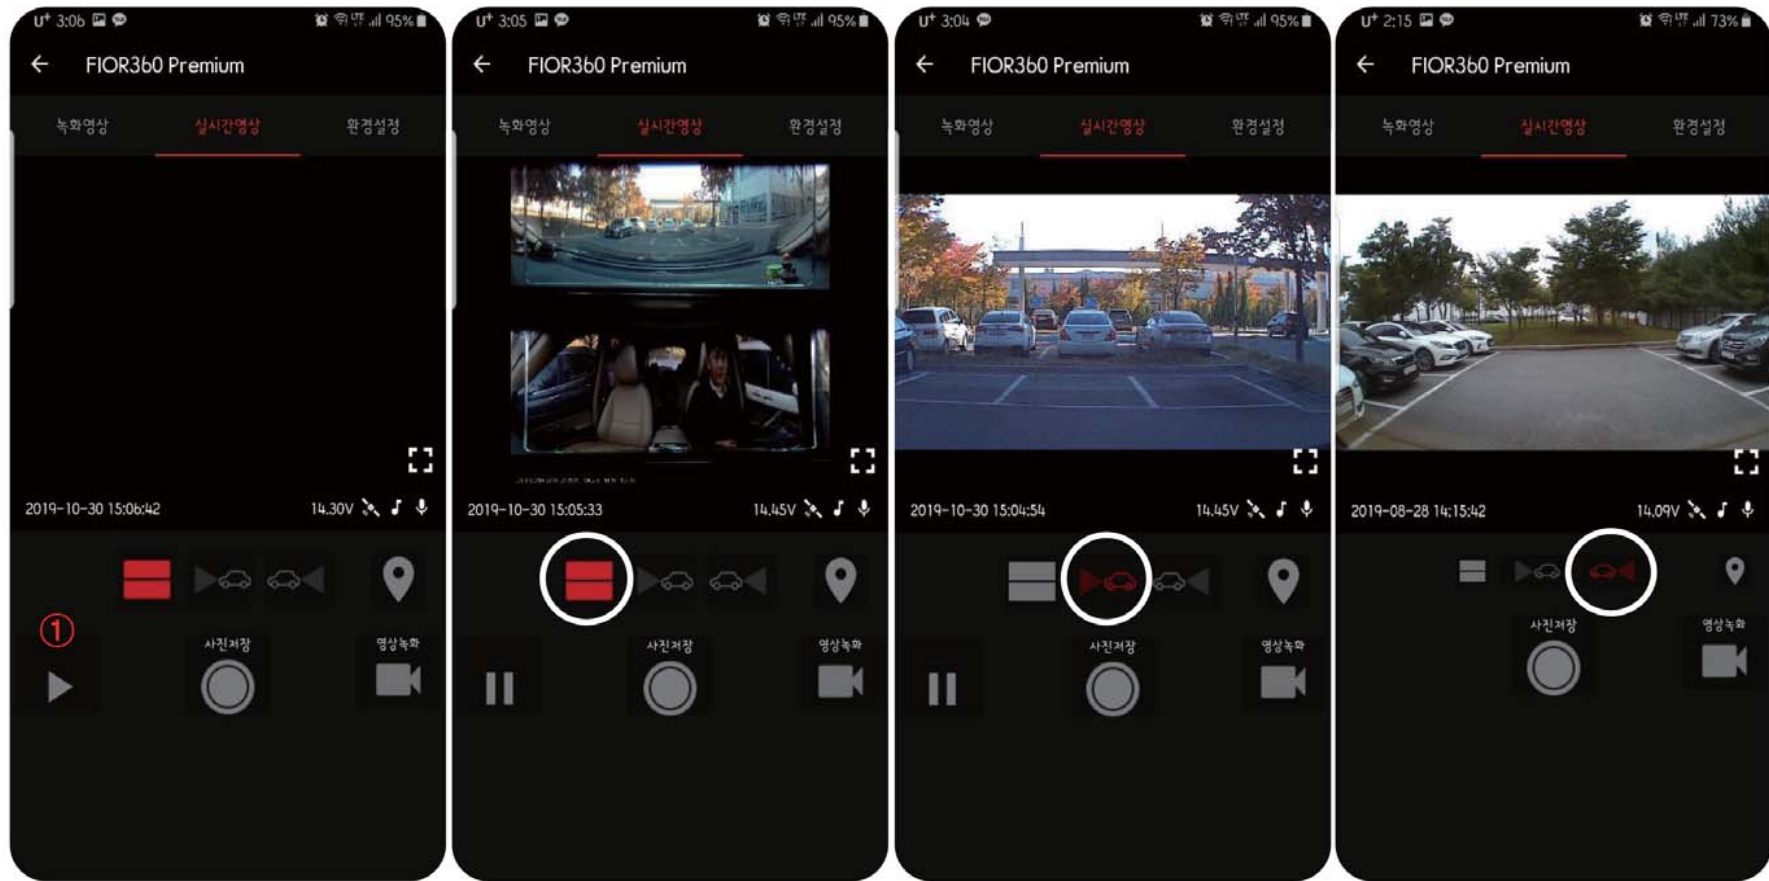 U+ 3:06 LTE 95%
FIOR360 Premium
녹화영상 실시간영상 환경설정
2019-10-30 15:06:42 14.30V
①
사진저장 영상녹화
U+ 3:05 LTE 95%
FIOR360 Premium
녹화영상 실시간영상 환경설정
2019-10-30 15:05:33 14.45V
사진저장 영상녹화
U+ 3:04 LTE 95%
FIOR360 Premium
녹화영상 실시간영상 환경설정
2019-10-30 15:04:54 14.45V
사진저장 영상녹화
U+ 2:15 LTE 73%
FIOR360 Premium
녹화영상 실시간영상 환경설정
2019-08-28 14:15:42 14.09V
사진저장 영상녹화